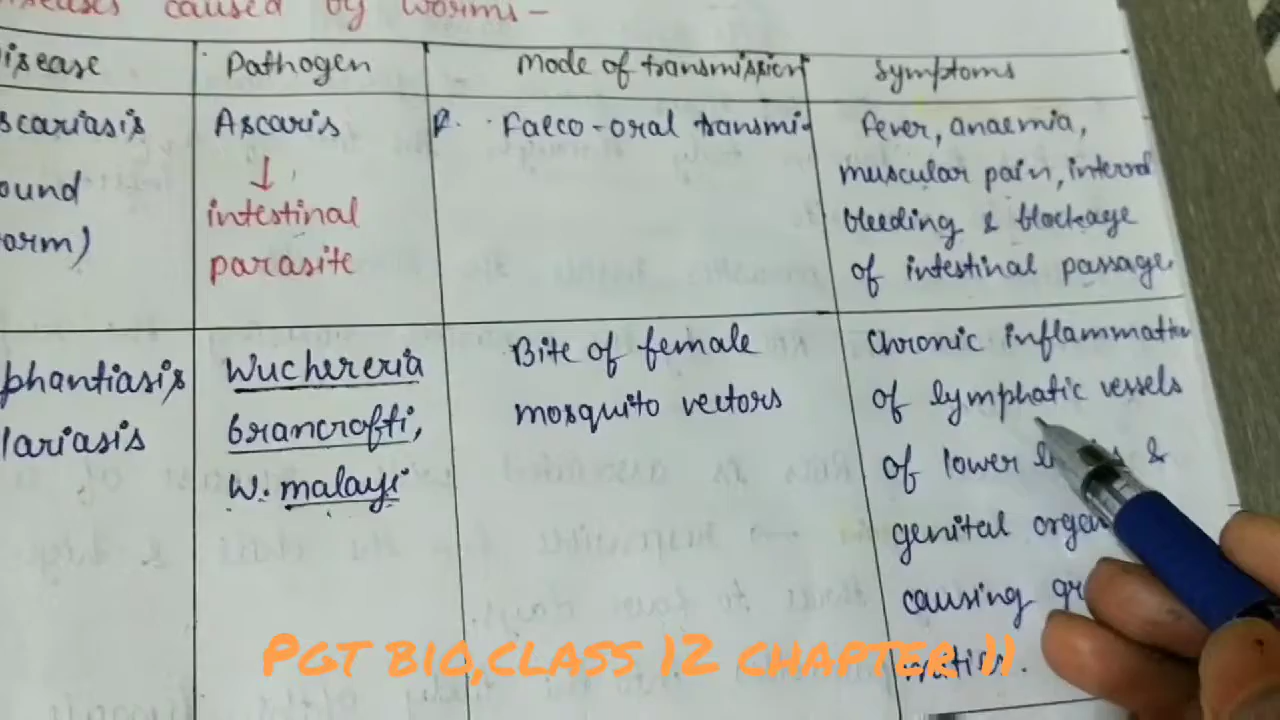 iseases caused by worms-
isease
Pathogen
Mode of transmission
Symptoms
scariasis
ound
orm)
Ascaris
intestinal
parasite
Faeco-oral transmi
Fever, anaemia,
muscular pain, internal
bleeding & blockage
of intestinal passage
phantiasis
lariasis
Wuchereria
brancrofti,
W. malayi
Bite of female
mosquito vectors
Chronic inflammation
of lymphatic vessels
of lower &
genital organ
causing
PGT BIO,CLASS 12 CHAPTER 11